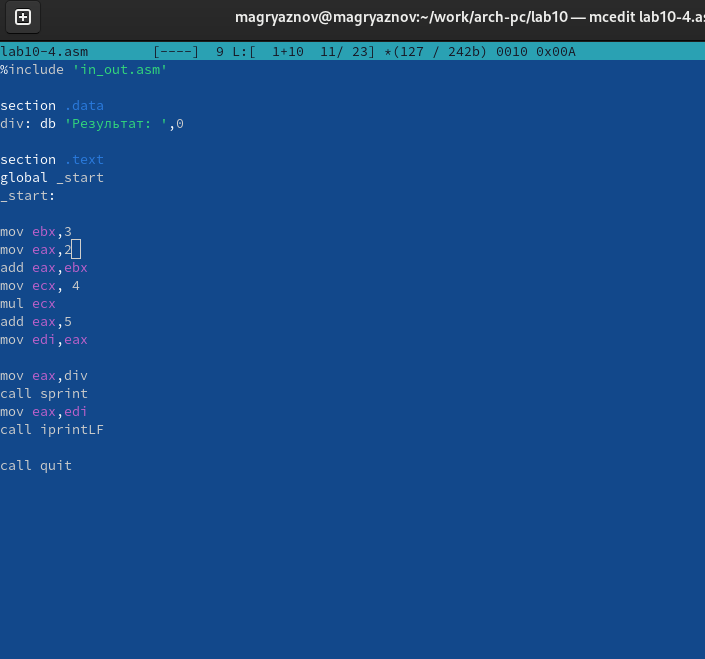 magryaznov@magryaznov:~/work/arch-pc/lab10 — mcedit lab10-4.as
lab10-4.asm        [----]  9 L:[  1+10  11/ 23] *(127 / 242b) 0010 0x00A
%include 'in_out.asm'
section .data
div: db 'Результат: ',0
section .text
global _start
_start:
mov ebx,3
mov eax,2
add eax,ebx
mov ecx, 4
mul ecx
add eax,5
mov edi,eax
mov eax,div
call sprint
mov eax,edi
call iprintLF
call quit